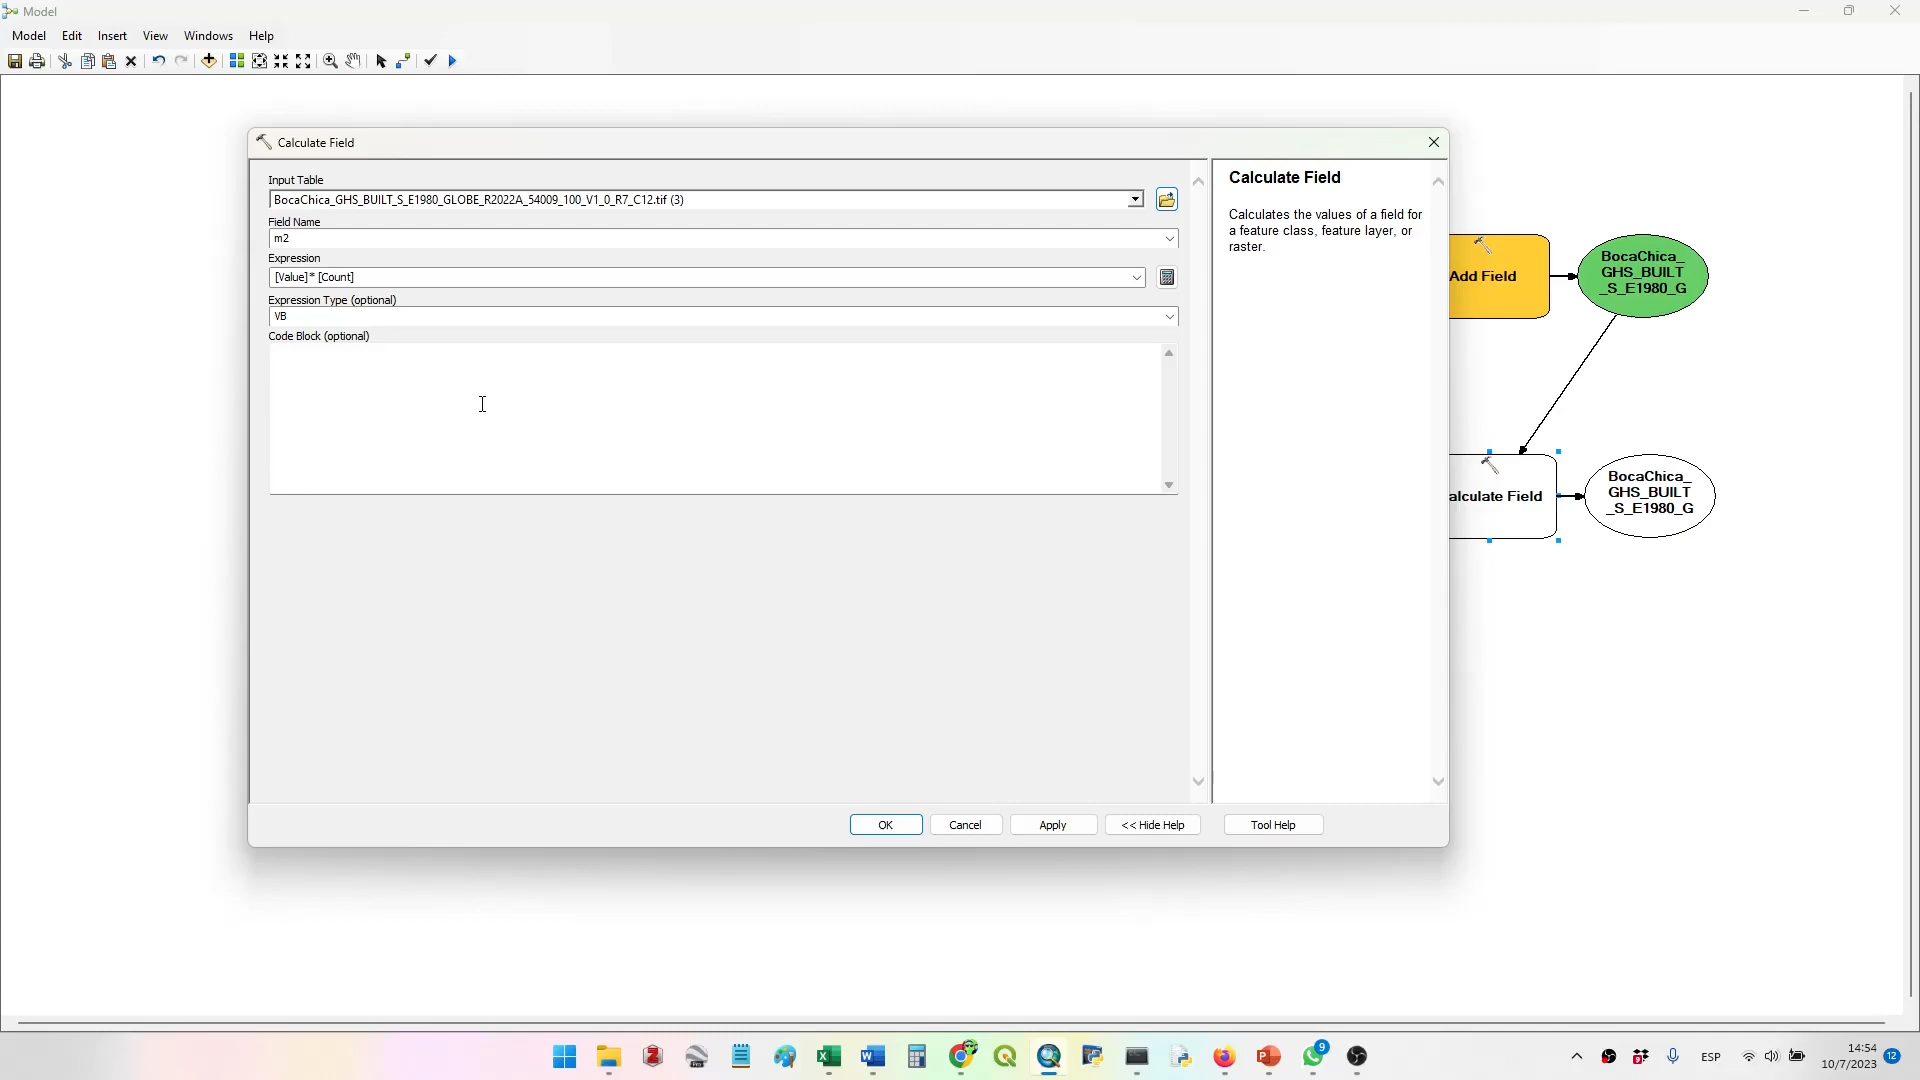 Model
Model Edit Insert View Windows Help
Calculate Field
Input Table
BocaChica_GHS_BUILT_S_E1980_GLOBE_R2022A_54009_100_V1_0_R7_C12.tif (3)
Field Name
m2
Expression
[Value]* [Count]
Expression Type (optional)
VB
Code Block (optional)
OK
Cancel
Apply
<< Hide Help
Tool Help
Calculate Field
Calculates the values of a field for
a feature class, feature layer, or
raster.
Add Field
BocaChica_
GHS_BUILT
_S_E1980_G
alculate Field
BocaChica_
GHS_BUILT
_S_E1980_G
9
ESP
14:54
10/7/2023
12